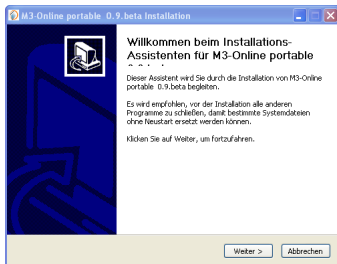 M3-Online portable 0.9.beta Installation
Willkommen beim Installations-
Assistenten für M3-Online portable
Dieser Assistent wird Sie durch die Installation von M3-Online
portable 0.9.beta begleiten.
Es wird empfohlen, vor der Installation alle anderen
Programme zu schließen, damit bestimmte Systemdateien
ohne Neustart ersetzt werden können.
Klicken Sie auf Weiter, um fortzufahren.
Weiter >
Abbrechen